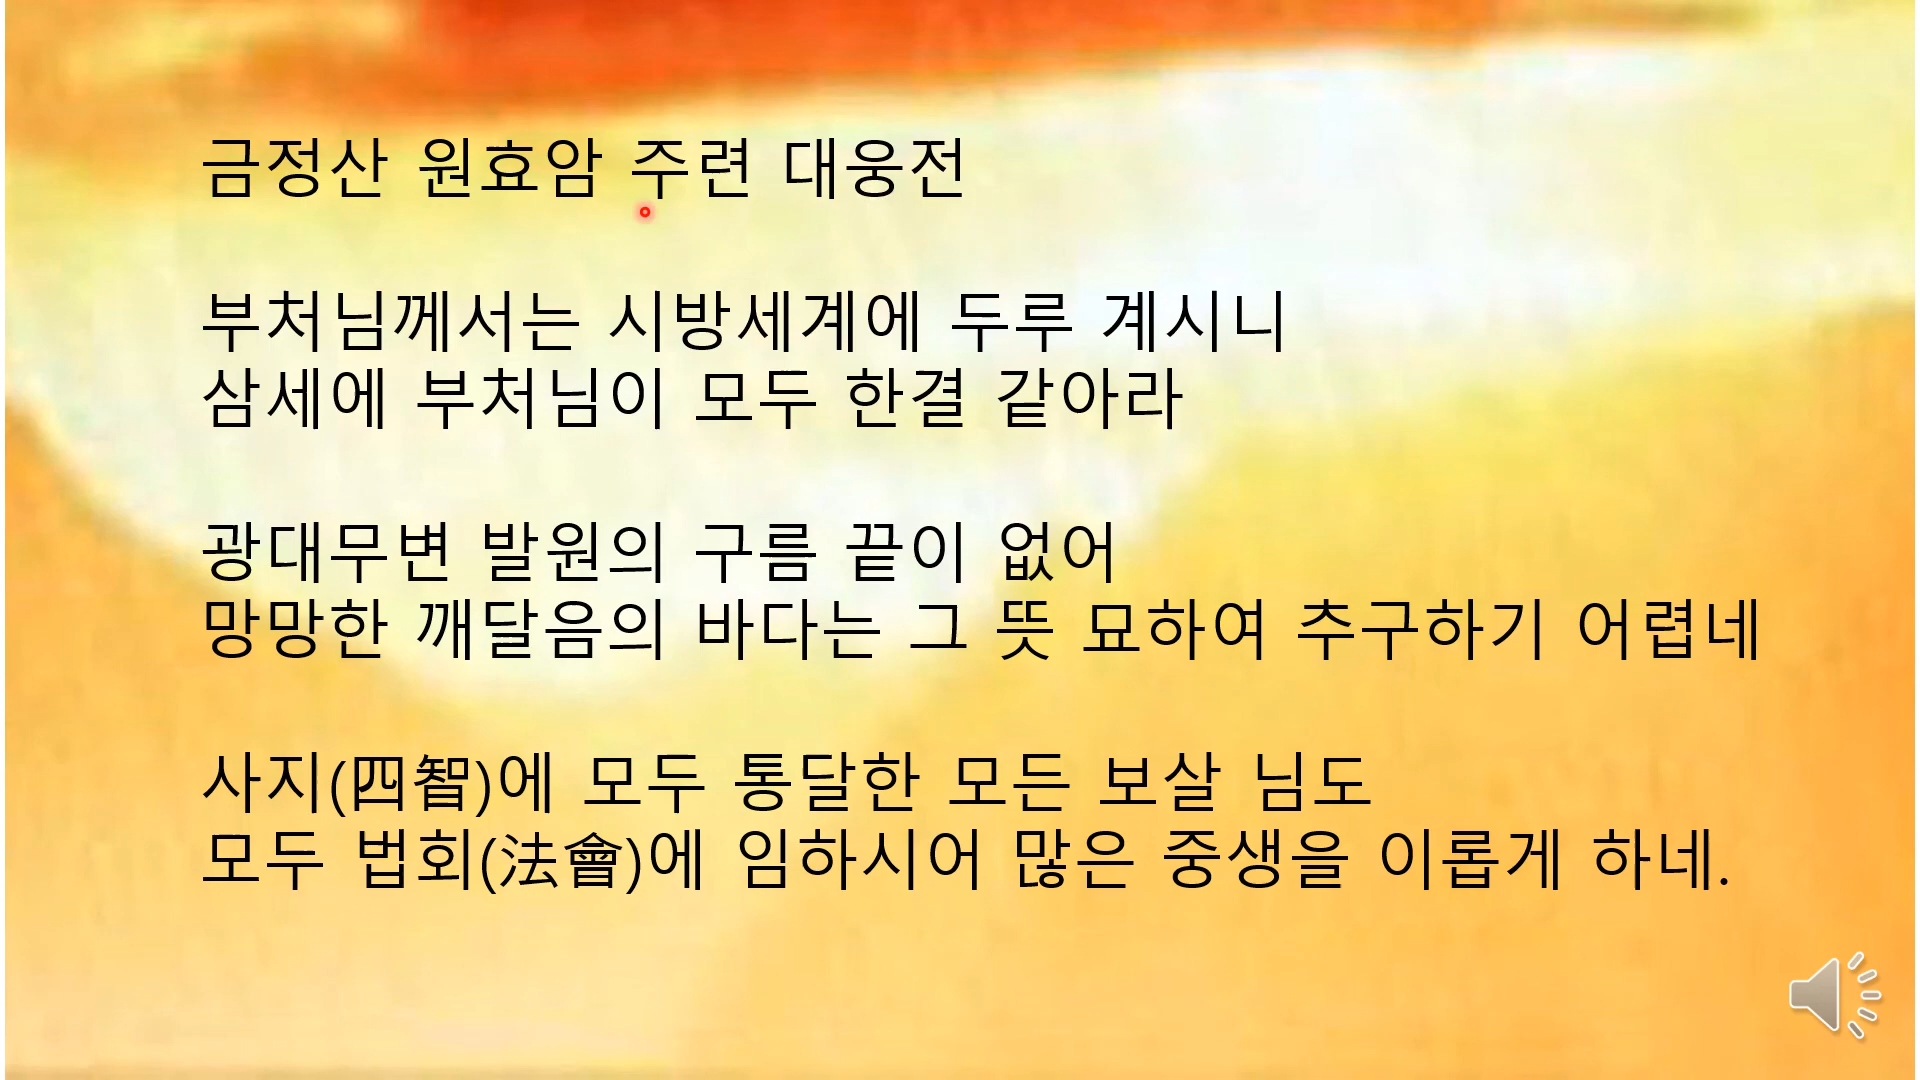 금정산 원효암 주련 대웅전
부처님께서는 시방세계에 두루 계시니
삼세에 부처님이 모두 한결 같아라
광대무변 발원의 구름 끝이 없어
망망한 깨달음의 바다는 그 뜻 묘하여 추구하기 어렵네
사지(四智)에 모두 통달한 모든 보살 님도
모두 법회(法會)에 임하시어 많은 중생을 이롭게 하네.